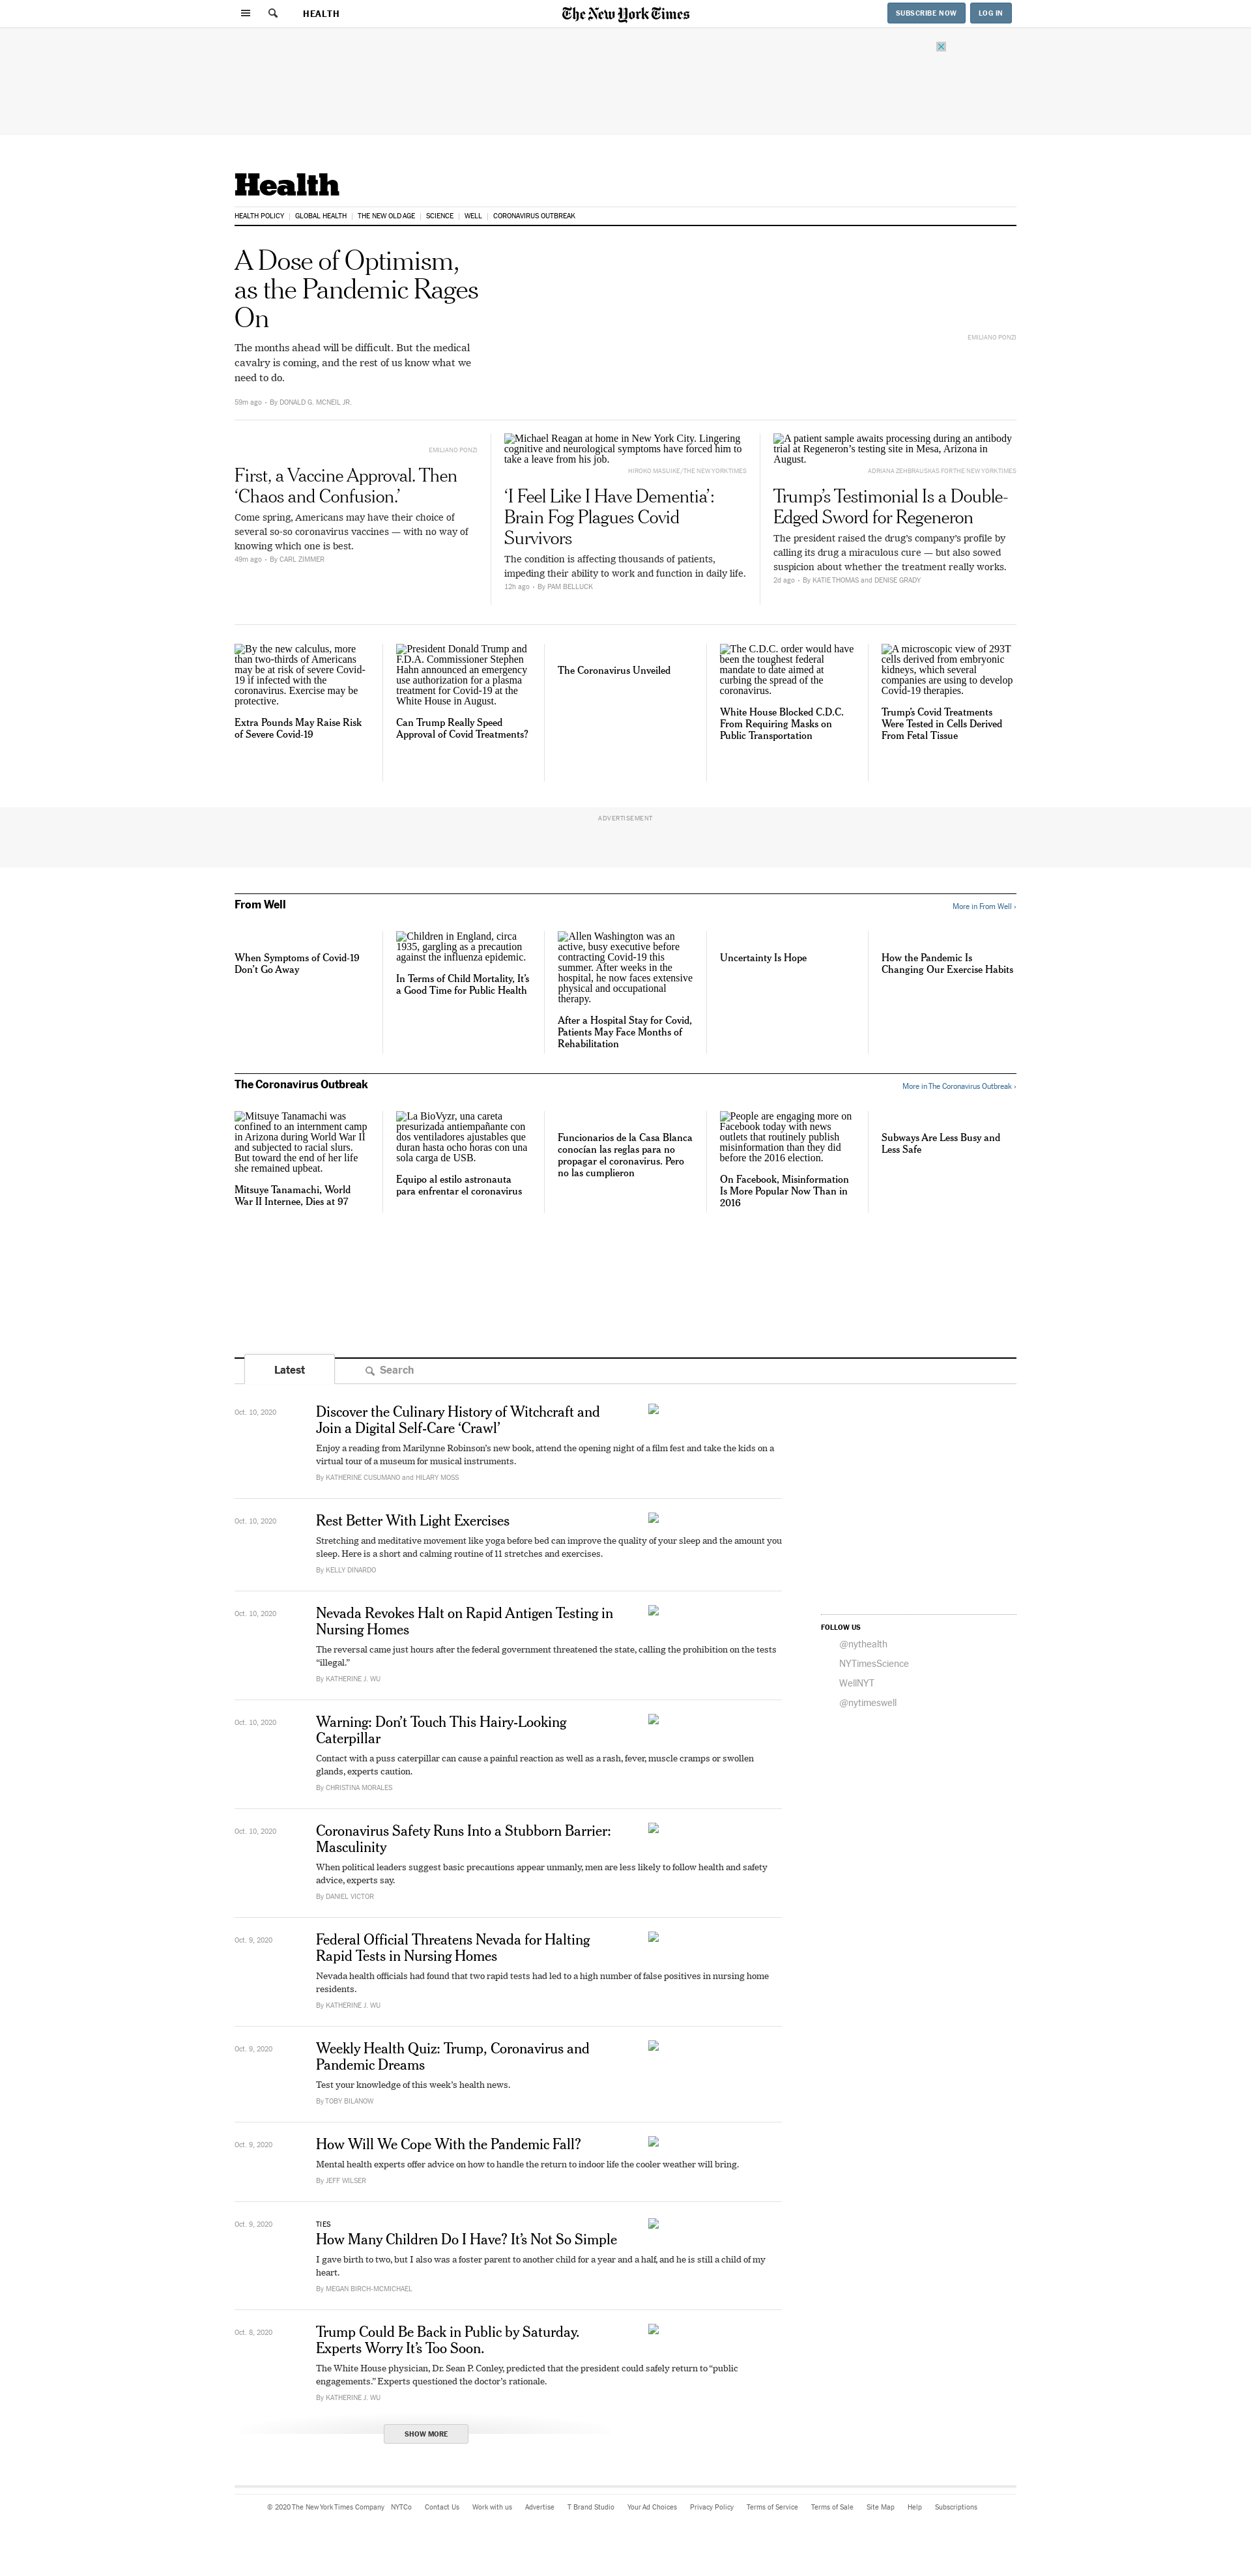 HEALTH
The New York Times
SUBSCRIBE NOW
LOG IN
Health
HEALTH POLICY
GLOBAL HEALTH
THE NEW OLD AGE
SCIENCE
WELL
CORONAVIRUS OUTBREAK
A Dose of Optimism,
as the Pandemic Rages
On
The months ahead will be difficult. But the medical
cavalry is coming, and the rest of us know what we
need to do.
59m ago • By DONALD G. MCNEIL JR.
EMILIANO PONZI
EMILIANO PONZI
First, a Vaccine Approval. Then
‘Chaos and Confusion.’
Come spring, Americans may have their choice of
several so-so coronavirus vaccines — with no way of
knowing which one is best.
49m ago • By CARL ZIMMER
Michael Reagan at home in New York City. Lingering
cognitive and neurological symptoms have forced him to
take a leave from his job.
HIROKO MASUIKE/THE NEW YORK TIMES
‘I Feel Like I Have Dementia’:
Brain Fog Plagues Covid
Survivors
The condition is affecting thousands of patients,
impeding their ability to work and function in daily life.
12h ago • By PAM BELLUCK
A patient sample awaits processing during an antibody
trial at Regeneron’s testing site in Mesa, Arizona in
August.
ADRIANA ZEHBRAUSKAS FOR THE NEW YORK TIMES
Trump’s Testimonial Is a Double-
Edged Sword for Regeneron
The president raised the drug’s company’s profile by
calling its drug a miraculous cure — but also sowed
suspicion about whether the treatment really works.
2d ago • By KATIE THOMAS and DENISE GRADY
By the new calculus, more
than two-thirds of Americans
may be at risk of severe Covid-
19 if infected with the
coronavirus. Exercise may be
protective.
Extra Pounds May Raise Risk
of Severe Covid-19
President Donald Trump and
F.D.A. Commissioner Stephen
Hahn announced an emergency
use authorization for a plasma
treatment for Covid-19 at the
White House in August.
Can Trump Really Speed
Approval of Covid Treatments?
The Coronavirus Unveiled
The C.D.C. order would have
been the toughest federal
mandate to date aimed at
curbing the spread of the
coronavirus.
White House Blocked C.D.C.
From Requiring Masks on
Public Transportation
A microscopic view of 293T
cells derived from embryonic
kidneys, which several
companies are using to develop
Covid-19 therapies.
Trump’s Covid Treatments
Were Tested in Cells Derived
From Fetal Tissue
ADVERTISEMENT
From Well
More in From Well ›
When Symptoms of Covid-19
Don’t Go Away
Children in England, circa
1935, gargling as a precaution
against the influenza epidemic.
In Terms of Child Mortality, It’s
a Good Time for Public Health
Allen Washington was an
active, busy executive before
contracting Covid-19 this
summer. After weeks in the
hospital, he now faces extensive
physical and occupational
therapy.
After a Hospital Stay for Covid,
Patients May Face Months of
Rehabilitation
Uncertainty Is Hope
How the Pandemic Is
Changing Our Exercise Habits
The Coronavirus Outbreak
More in The Coronavirus Outbreak ›
Mitsuye Tanamachi was
confined to an internment camp
in Arizona during World War II
and subjected to racial slurs.
But toward the end of her life
she remained upbeat.
Mitsuye Tanamachi, World
War II Internee, Dies at 97
La BioVyzr, una careta
presurizada antiempañante con
dos ventiladores ajustables que
duran hasta ocho horas con una
sola carga de USB.
Equipo al estilo astronauta
para enfrentar el coronavirus
Funcionarios de la Casa Blanca
conocían las reglas para no
propagar el coronavirus. Pero
no las cumplieron
People are engaging more on
Facebook today with news
outlets that routinely publish
misinformation than they did
before the 2016 election.
On Facebook, Misinformation
Is More Popular Now Than in
2016
Subways Are Less Busy and
Less Safe
Latest
Search
Oct. 10, 2020
Discover the Culinary History of Witchcraft and
Join a Digital Self-Care ‘Crawl’
Enjoy a reading from Marilynne Robinson’s new book, attend the opening night of a film fest and take the kids on a
virtual tour of a museum for musical instruments.
By KATHERINE CUSUMANO and HILARY MOSS
Oct. 10, 2020
Rest Better With Light Exercises
Stretching and meditative movement like yoga before bed can improve the quality of your sleep and the amount you
sleep. Here is a short and calming routine of 11 stretches and exercises.
By KELLY DINARDO
Oct. 10, 2020
Nevada Revokes Halt on Rapid Antigen Testing in
Nursing Homes
The reversal came just hours after the federal government threatened the state, calling the prohibition on the tests
“illegal.”
By KATHERINE J. WU
Oct. 10, 2020
Warning: Don’t Touch This Hairy-Looking
Caterpillar
Contact with a puss caterpillar can cause a painful reaction as well as a rash, fever, muscle cramps or swollen
glands, experts caution.
By CHRISTINA MORALES
Oct. 10, 2020
Coronavirus Safety Runs Into a Stubborn Barrier:
Masculinity
When political leaders suggest basic precautions appear unmanly, men are less likely to follow health and safety
advice, experts say.
By DANIEL VICTOR
Oct. 9, 2020
Federal Official Threatens Nevada for Halting
Rapid Tests in Nursing Homes
Nevada health officials had found that two rapid tests had led to a high number of false positives in nursing home
residents.
By KATHERINE J. WU
Oct. 9, 2020
Weekly Health Quiz: Trump, Coronavirus and
Pandemic Dreams
Test your knowledge of this week’s health news.
By TOBY BILANOW
Oct. 9, 2020
How Will We Cope With the Pandemic Fall?
Mental health experts offer advice on how to handle the return to indoor life the cooler weather will bring.
By JEFF WILSER
Oct. 9, 2020
TIES
How Many Children Do I Have? It’s Not So Simple
I gave birth to two, but I also was a foster parent to another child for a year and a half, and he is still a child of my
heart.
By MEGAN BIRCH-MCMICHAEL
Oct. 8, 2020
Trump Could Be Back in Public by Saturday.
Experts Worry It’s Too Soon.
The White House physician, Dr. Sean P. Conley, predicted that the president could safely return to “public
engagements.” Experts questioned the doctor’s rationale.
By KATHERINE J. WU
SHOW MORE
FOLLOW US
@nythealth
NYTimesScience
WellNYT
@nytimeswell
© 2020 The New York Times Company
NYTCo
Contact Us
Work with us
Advertise
T Brand Studio
Your Ad Choices
Privacy Policy
Terms of Service
Terms of Sale
Site Map
Help
Subscriptions